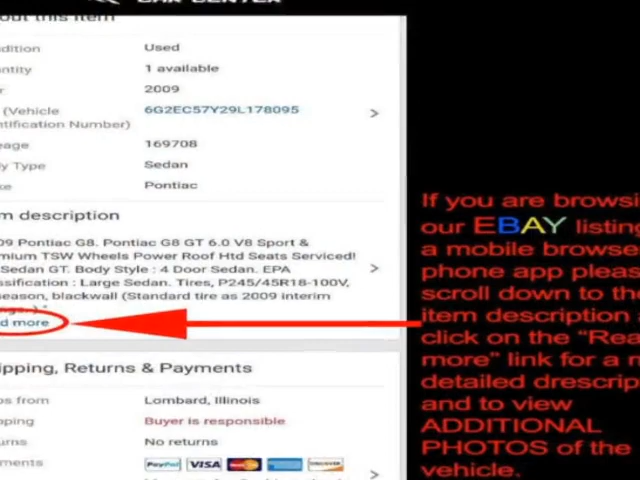 CAR CENTER
out this item
dition Used
ntity 1 available
r 2009
(Vehicle 6G2EC57Y29L178095
ntification Number)
eage 169708
y Type Sedan
ke Pontiac
m description
09 Pontiac G8. Pontiac G8 GT 6.0 V8 Sport &
mium TSW Wheels Power Roof Htd Seats Serviced!
Sedan GT. Body Style : 4 Door Sedan. EPA
ssification : Large Sedan. Tires, P245/45R18-100V,
season, blackwall (Standard tire as 2009 interim
d more
ipping, Returns & Payments
ps from Lombard, Illinois
pping Buyer is responsible
urns No returns
ments PayPal VISA DISCOVER
If you are browsi
our EBAY listing
a mobile browse
phone app pleas
scroll down to th
item description a
click on the "Rea
more" link for a m
detailed drescrip
and to view
ADDITIONAL
PHOTOS of the
vehicle.